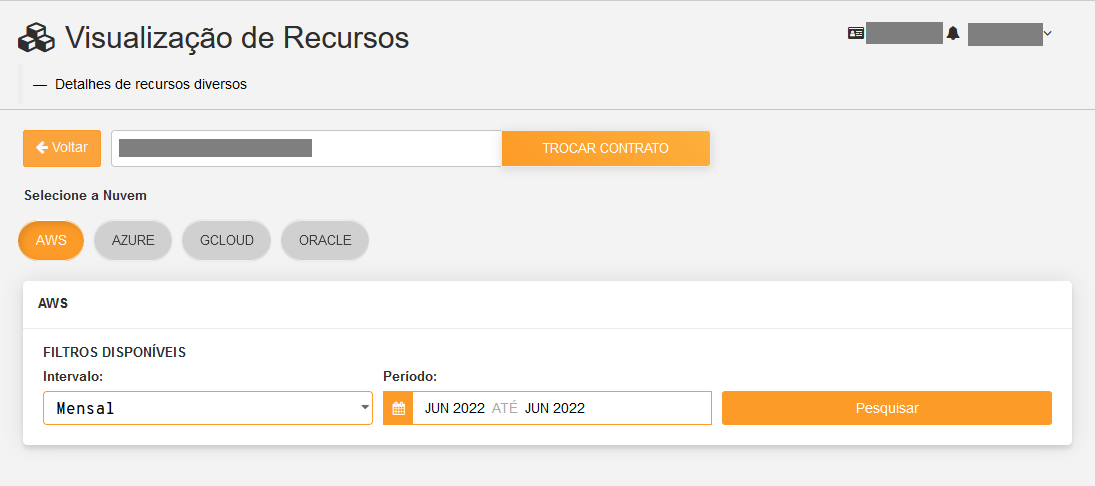 Visualização de Recursos
— Detalhes de recursos diversos
Voltar
TROCAR CONTRATO
Selecione a Nuvem
AWS AZURE GCLOUD ORACLE
AWS
FILTROS DISPONÍVEIS
Intervalo: Período:
Mensal JUN 2022 ATÉ JUN 2022 Pesquisar